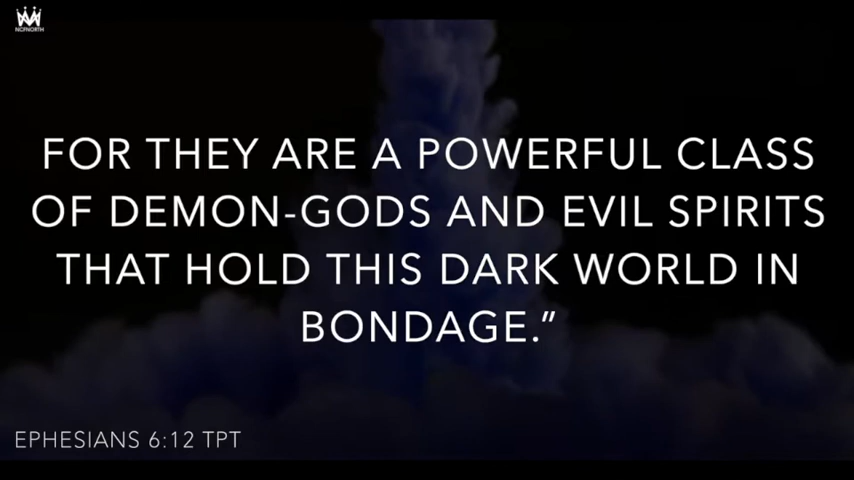 NCFNORTH
FOR THEY ARE A POWERFUL CLASS
OF DEMON-GODS AND EVIL SPIRITS
THAT HOLD THIS DARK WORLD IN
BONDAGE.”
EPHESIANS 6:12 TPT